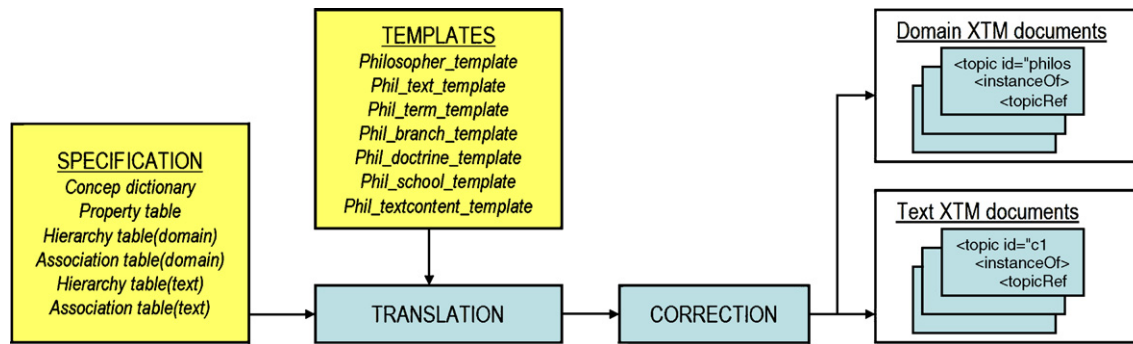 SPECIFICATION
Concep dictionary
Property table
Hierarchy table(domain)
Association table(domain)
Hierarchy table(text)
Association table(text)
TEMPLATES
Philosopher_template
Phil_text_template
Phil_term_template
Phil_branch_template
Phil_doctrine_template
Phil_school_template
Phil_textcontent_template
TRANSLATION
CORRECTION
Domain XTM documents
<topic id="philos
<instanceOf>
<topicRef
Text XTM documents
<topic id="c1
<instanceOf>
<topicRef